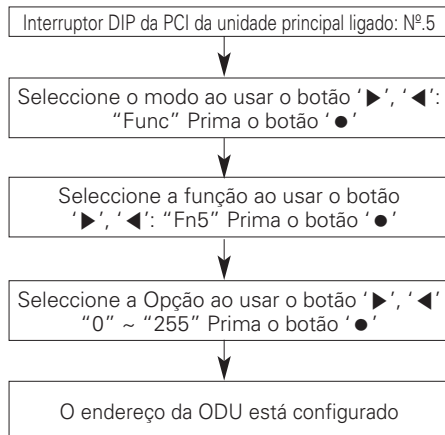 Interruptor DIP da PCI da unidade principal ligado: Nº.5
Seleccione o modo ao usar o botão ‘▶’, ‘◀’:
“Func” Prima o botão ‘●’
Seleccione a função ao usar o botão
‘▶’, ‘◀’: “Fn5” Prima o botão ‘●’
Seleccione a Opção ao usar o botão ‘▶’, ‘◀’
“0” ~ “255” Prima o botão ‘●’
O endereço da ODU está configurado